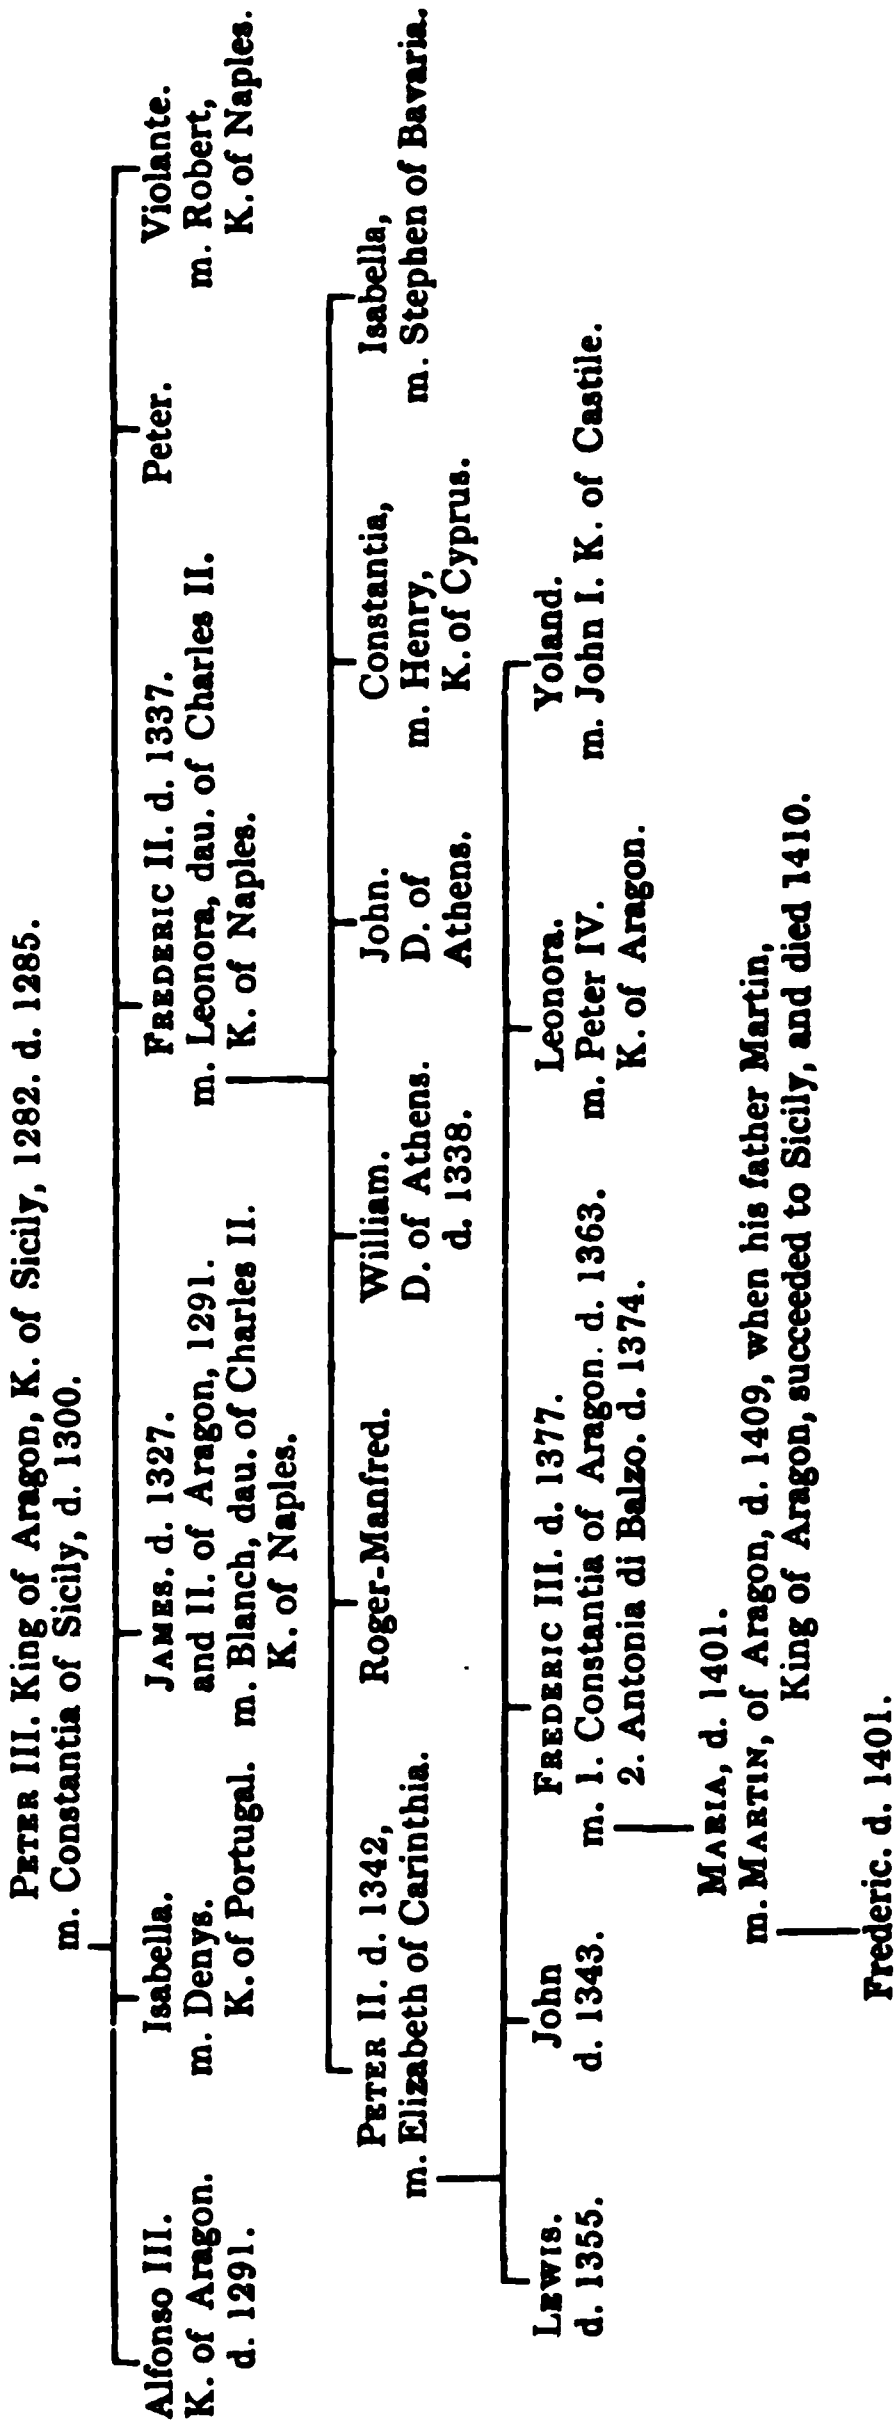 PETER III. King of Aragon, K. of Sicily, 1282. d. 1285.
m. Constantia of Sicily, d. 1300.
Alfonso III.
K. of Aragon.
d. 1291.
Isabella.
m. Denys.
K. of Portugal.
JAMES. d. 1327.
and II. of Aragon, 1291.
m. Blanch, dau. of Charles II.
K. of Naples.
FREDERIC II. d. 1337.
m. Leonora, dau. of Charles II.
K. of Naples.
Peter.
Violante.
m. Robert,
K. of Naples.
PETER II. d. 1342,
m. Elizabeth of Carinthia.
Roger-Manfred.
William.
D. of Athens.
d. 1338.
John.
D. of
Athens.
Constantia,
m. Henry,
K. of Cyprus.
Isabella,
m. Stephen of Bavaria.
LEWIS.
d. 1355.
John
d. 1343.
FREDERIC III. d. 1377.
m. 1. Constantia of Aragon. d. 1363.
2. Antonia di Balzo. d. 1374.
Leonora.
m. Peter IV.
K. of Aragon.
Yoland.
m. John I. K. of Castile.
MARIA, d. 1401.
m. MARTIN, of Aragon, d. 1409, when his father Martin,
King of Aragon, succeeded to Sicily, and died 1410.
Frederic. d. 1401.